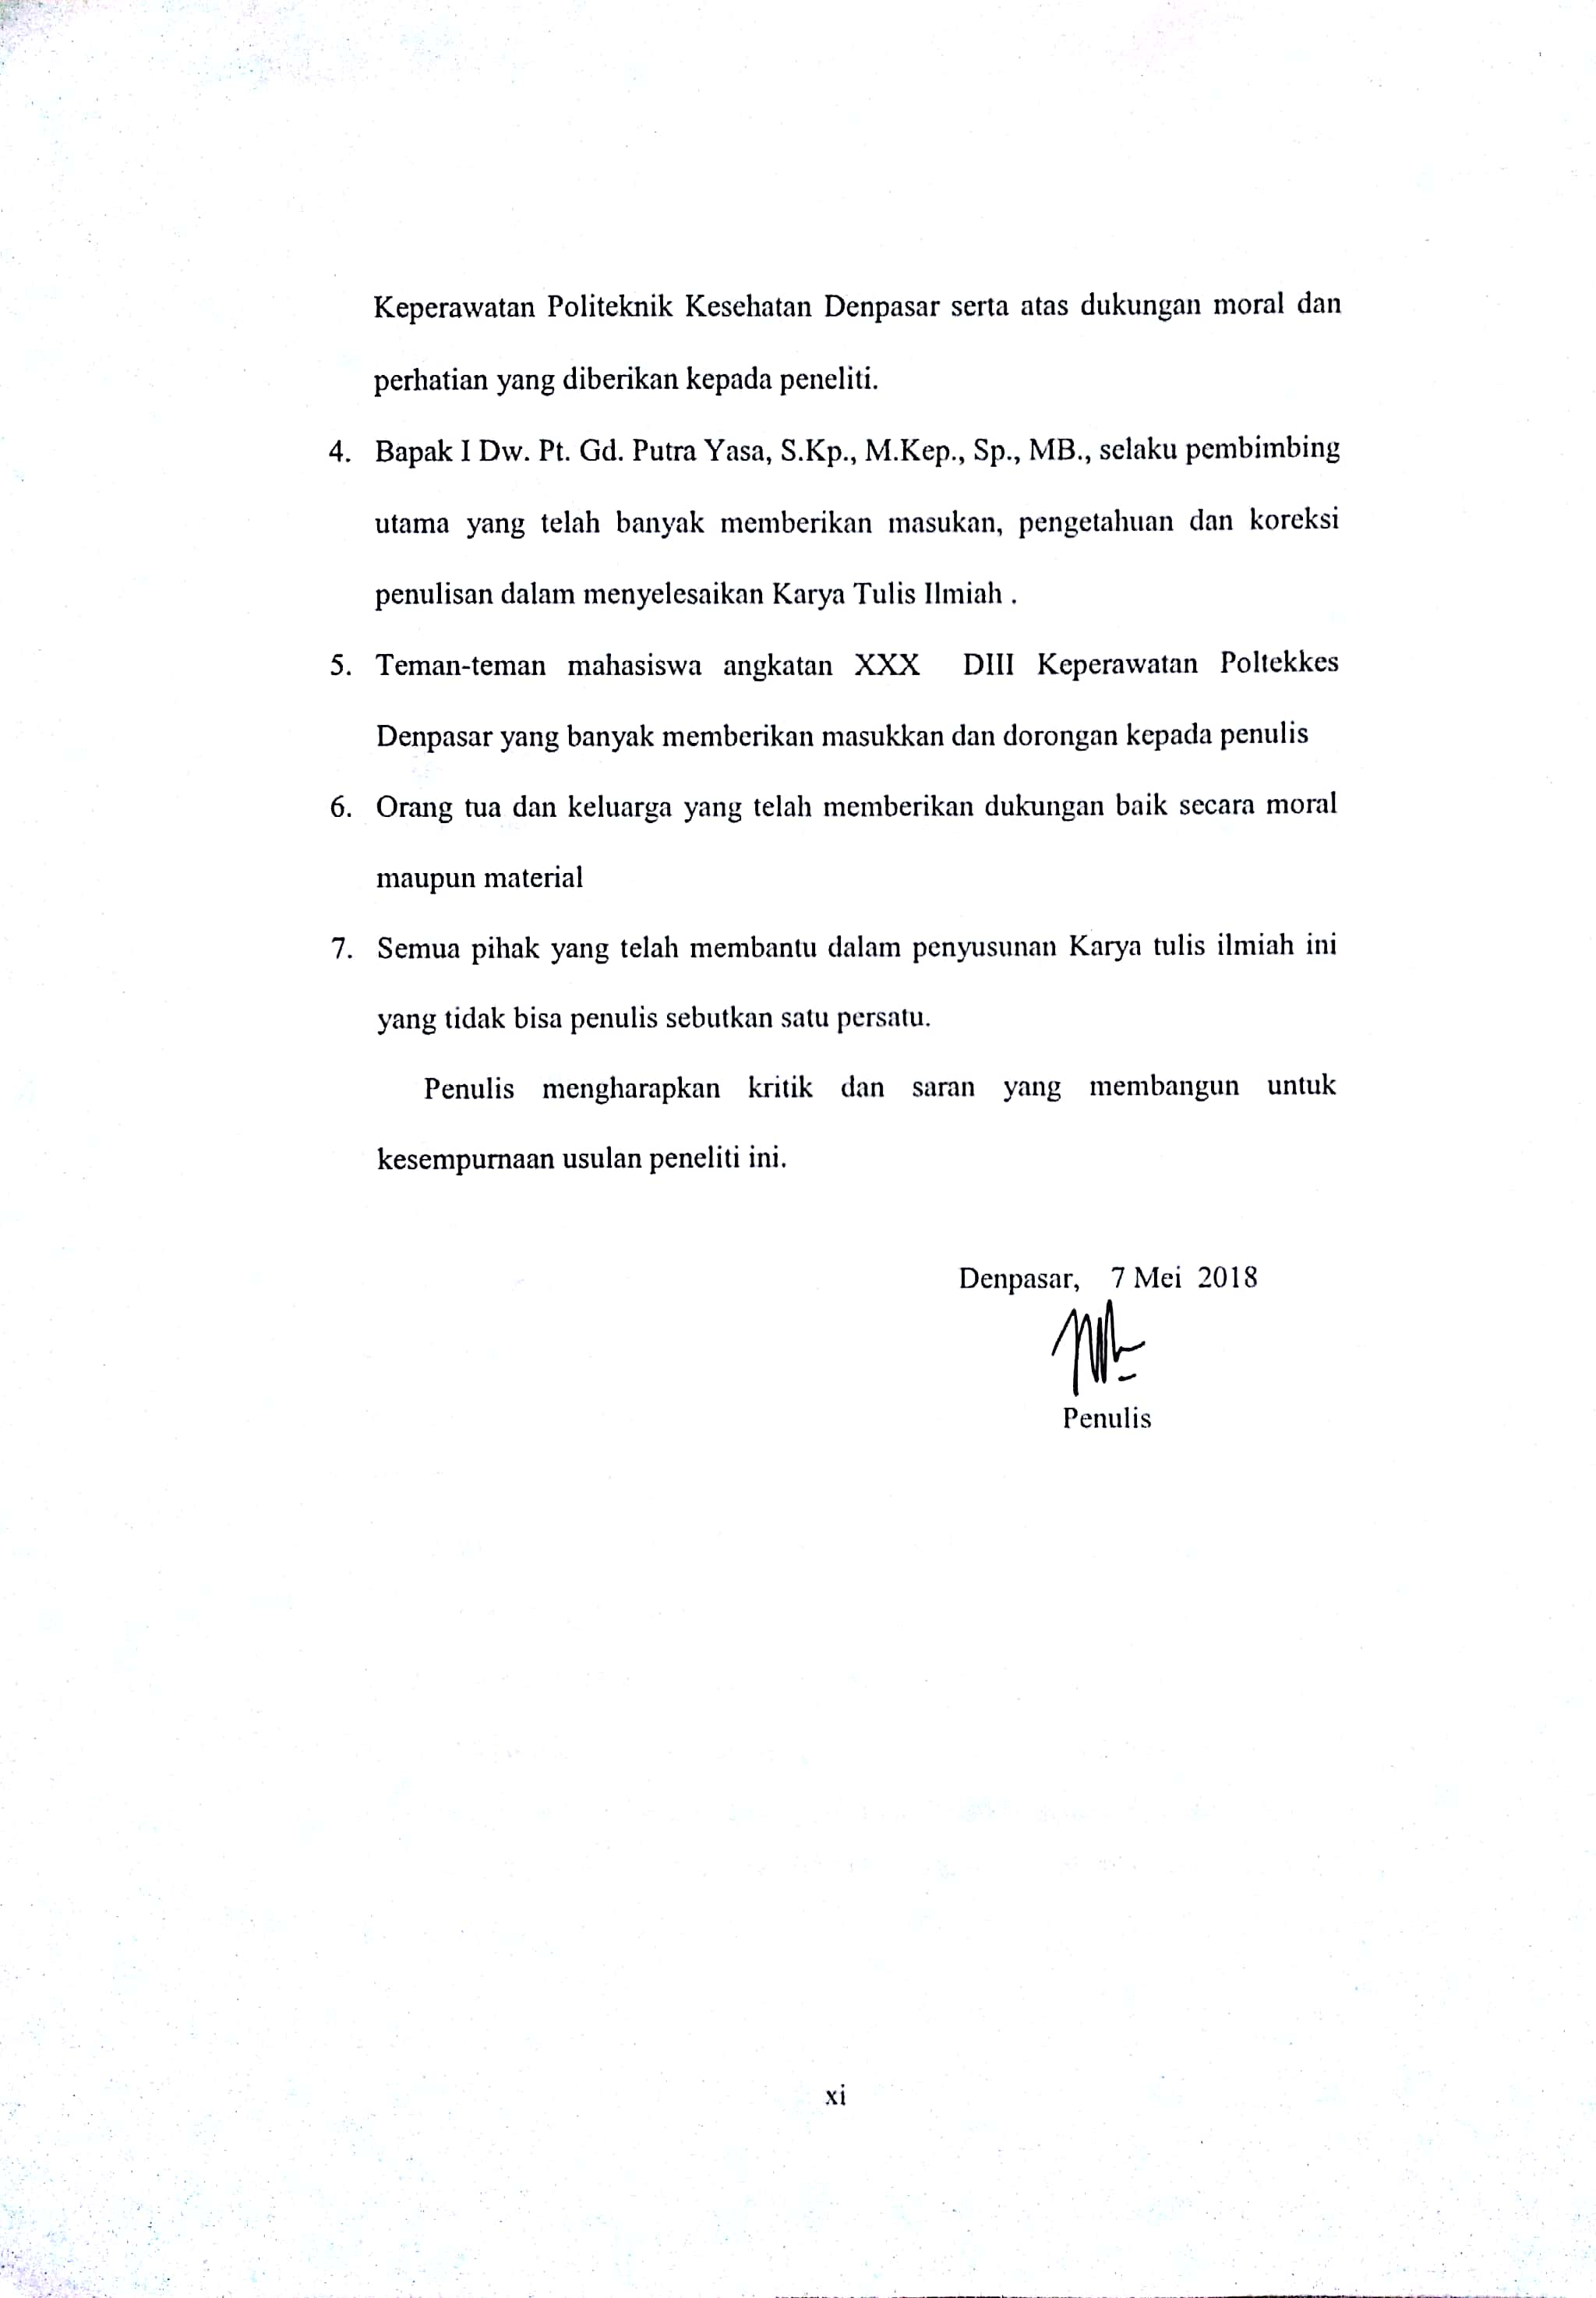 Keperawatan Politeknik Kesehatan Denpasar serta atas dukungan moral dan
perhatian yang diberikan kepada peneliti.
4. Bapak I Dw. Pt. Gd. Putra Yasa, S.Kp., M.Kep., Sp., MB., selaku pembimbing
utama yang telah banyak memberikan masukan, pengetahuan dan koreksi
penulisan dalam menyelesaikan Karya Tulis Ilmiah .
5. Teman-teman mahasiswa angkatan XXX DIII Keperawatan Poltekkes
Denpasar yang banyak memberikan masukkan dan dorongan kepada penulis
6. Orang tua dan keluarga yang telah memberikan dukungan baik secara moral
maupun material
7. Semua pihak yang telah membantu dalam penyusunan Karya tulis ilmiah ini
yang tidak bisa penulis sebutkan satu persatu.
Penulis mengharapkan kritik dan saran yang membangun untuk
kesempurnaan usulan peneliti ini.
Denpasar, 7 Mei 2018
Penulis
xi